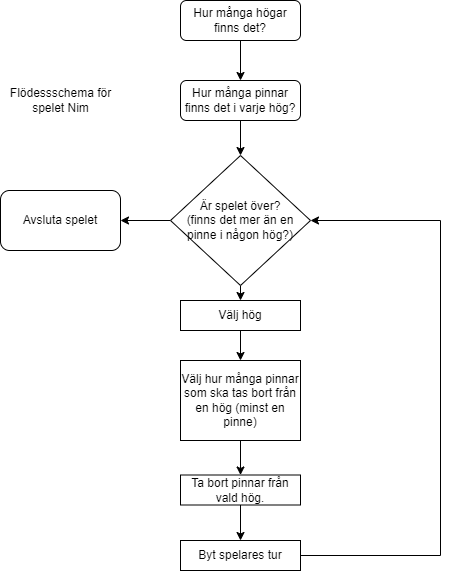 Hur många högar
finns det?
Flödessschema för
spelet Nim
Hur många pinnar
finns det i varje hög?
Är spelet över?
(finns det mer än en
pinne i någon hög?)
Avsluta spelet
Välj hög
Välj hur många pinnar
som ska tas bort från
en hög (minst en
pinne)
Ta bort pinnar från
vald hög.
Byt spelares tur